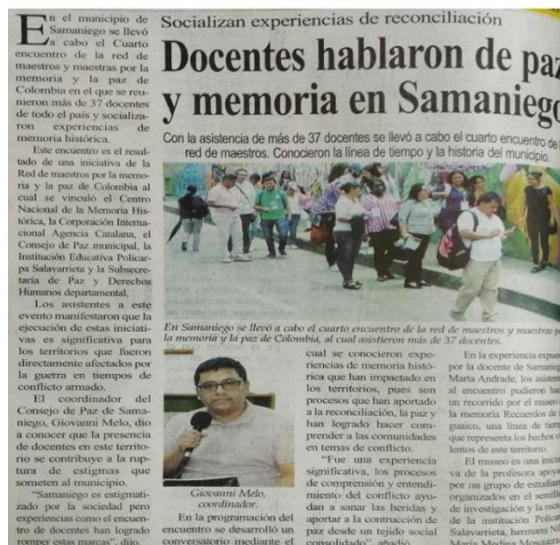 Socializan experiencias de reconciliación
Docentes hablaron de paz
y memoria en Samaniego
Con la asistencia de más de 37 docentes se llevó a cabo el cuarto encuentro de
red de maestros. Conocieron la línea de tiempo y la historia del municipio.
En el municipio de
Samaniego se llevó
a cabo el Cuarto
encuentro de la red de
maestros y maestras por la
memoria y la paz de
Colombia en el que se reu-
nieron más de 37 docentes
de todo el país y socializa-
ron experiencias de
memoria histórica.
Este encuentro es el resul-
tado de una iniciativa de la
Red de maestros por la memo-
ria y la paz de Colombia al
cual se vinculó el Centro
Nacional de la Memoria His-
tórica, la Corporación Interna-
cional Agencia Catalana, el
Consejo de Paz municipal, la
Institución Educativa Policar-
pa Salavarrieta y la Subsecre-
taría de Paz y Derechos
Humanos departamental.
Los asistentes a este
evento manifestaron que la
ejecución de estas iniciati-
vas es significativa para
los territorios que fueron
directamente afectados por
la guerra en tiempos de
conflicto armado.
El coordinador del
Consejo de Paz de Sama-
niego, Giovanni Melo, dio
a conocer que la presencia
de docentes en este territo-
rio se contribuye a la rup-
tura de estigmas que
someten al municipio.
"Samaniego es estigmati-
zado por la sociedad pero
experiencias como el encuen-
tro de docentes han logrado
romper estas marcas", dijo
En Samaniego se llevó a cabo el cuarto encuentro de la red de maestros y maestras
la memoria y la paz de Colombia, al cual asistieron más de 37 docentes.
Giovanni Melo,
coordinador.
En la programación del
encuentro se desarrolló un
conversatorio mediante el
cual se conocieron expe-
riencias de memoria histó-
rica que han impactado en
los territorios, pues son
procesos que han aportado
a la reconciliación, la paz y
han logrado hacer com-
prender a las comunidades
en temas de conflicto.
"Fue una experiencia
significativa, los procesos
de comprensión y entendi-
miento del conflicto ayu-
dan a sanar las heridas y
aportar a la contrucción de
paz desde un tejido social
consolidado", añadió
En la experiencia
por la docente de
Marta Andrade, los
al encuentro pudieron
un recorrido por el museo
la memoria Recuerdos de
guaico, una línea de
que representa los hechos
lentos de este territorio.
El museo es una
va de la profesora
por un grupo de
organizados en el
de investigación y la
de la institución
Salavarrieta, hermana